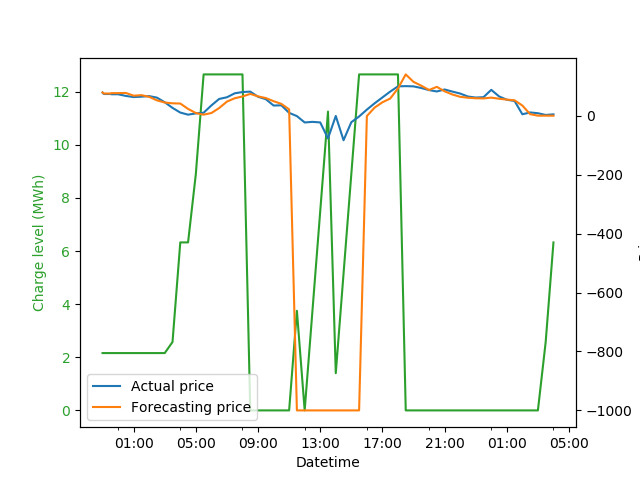 12
10
8
6
4
2
0
Charge level (MWh)
0
−200
−400
−600
−800
−1000
Actual price
Forecasting price
01:00 05:00 09:00 13:00 17:00 21:00 01:00 05:00
Datetime